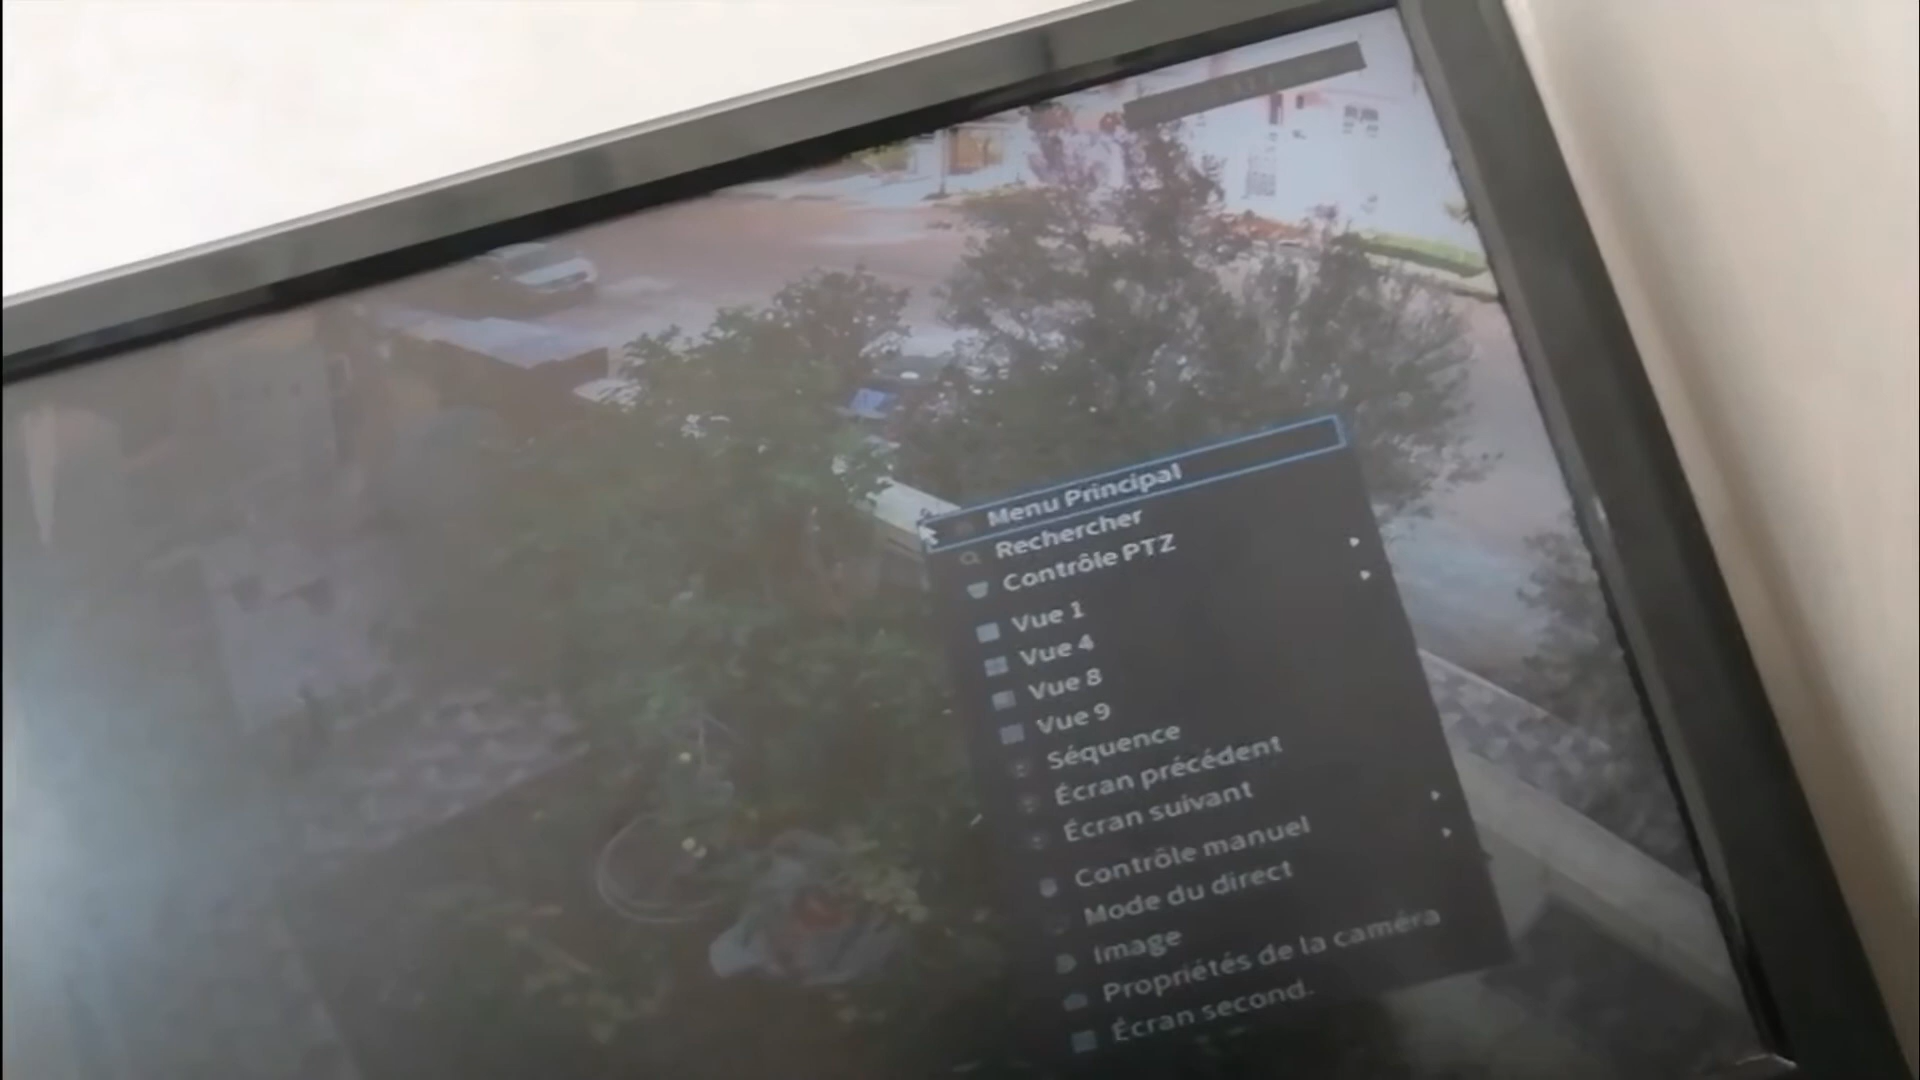 Menu Principal
Rechercher
Contrôle PTZ
Vue 1
Vue 4
Vue 8
Vue 9
Séquence
Écran précédent
Écran suivant
Contrôle manuel
Mode du direct
Image
Propriétés de la caméra
Écran second.